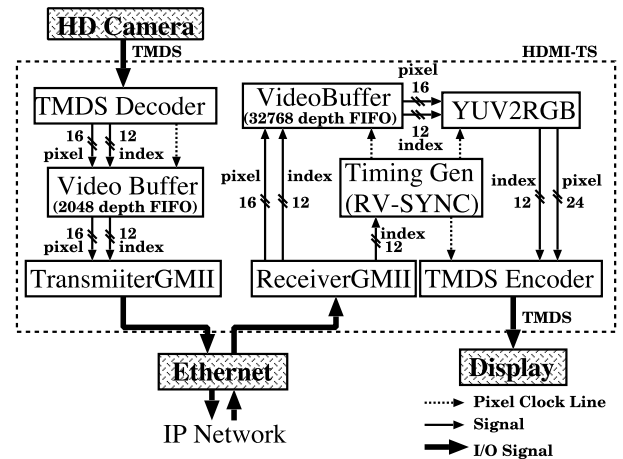 HD Camera
TMDS
HDMI-TS
TMDS Decoder
16
12
pixel
index
Video Buffer
(2048 depth FIFO)
16
12
pixel
index
TransmiiterGMII
VideoBuffer
(32768 depth FIFO)
pixel
16
12
index
YUV2RGB
Timing Gen
(RV-SYNC)
pixel
index
16
12
index
12
index
pixel
12
24
ReceiverGMII
TMDS Encoder
TMDS
Ethernet
Display
IP Network
Pixel Clock Line
Signal
I/O Signal